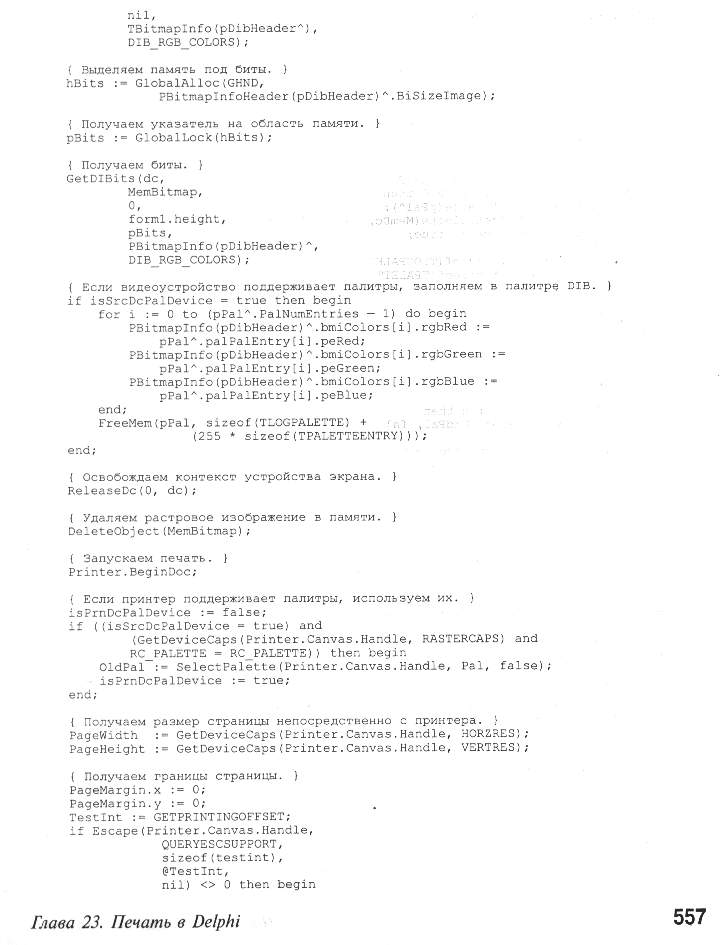 nil,
TBitmapInfo(pDibHeader^),
DIB_RGB_COLORS);
{ Выделяем память под биты. }
hBits := GlobalAlloc(GHND,
PBitmapInfoHeader(pDibHeader)^.BiSizeImage);
{ Получаем указатель на область памяти. }
pBits := GlobalLock(hBits);
{ Получаем биты. }
GetDIBits(dc,
MemBitmap,
0,
form1.height,
pBits,
PBitmapInfo(pDibHeader)^,
DIB_RGB_COLORS);
{ Если видеоустройство поддерживает палитры, заполняем в палитре DIB. }
if isSrcDcPalDevice = true then begin
for i := 0 to (pPal^.PalNumEntries - 1) do begin
PBitmapInfo(pDibHeader)^.bmiColors[i].rgbRed :=
pPal^.palPalEntry[i].peRed;
PBitmapInfo(pDibHeader)^.bmiColors[i].rgbGreen :=
pPal^.palPalEntry[i].peGreen;
PBitmapInfo(pDibHeader)^.bmiColors[i].rgbBlue :=
pPal^.palPalEntry[i].peBlue;
end;
FreeMem(pPal, sizeof(TLOGPALETTE) +
(255 * sizeof(TPALETTEENTRY)));
end;
{ Освобождаем контекст устройства экрана. }
ReleaseDc(0, dc);
{ Удаляем растровое изображение в памяти. }
DeleteObject(MemBitmap);
{ Запускаем печать. }
Printer.BeginDoc;
{ Если принтер поддерживает палитры, используем их. }
isPrnDcPalDevice := false;
if ((isSrcDcPalDevice = true) and
(GetDeviceCaps(Printer.Canvas.Handle, RASTERCAPS) and
RC_PALETTE = RC_PALETTE)) then begin
OldPal := SelectPalette(Printer.Canvas.Handle, Pal, false);
isPrnDcPalDevice := true;
end;
{ Получаем размер страницы непосредственно с принтера. }
PageWidth := GetDeviceCaps(Printer.Canvas.Handle, HORZRES);
PageHeight := GetDeviceCaps(Printer.Canvas.Handle, VERTRES);
{ Получаем границы страницы. }
PageMargin.x := 0;
PageMargin.y := 0;
TestInt := GETPRINTINGOFFSET;
if Escape(Printer.Canvas.Handle,
QUERYESCSUPPORT,
sizeof(testint),
@TestInt,
nil) <> 0 then begin
Глава 23. Печать в Delphi
557